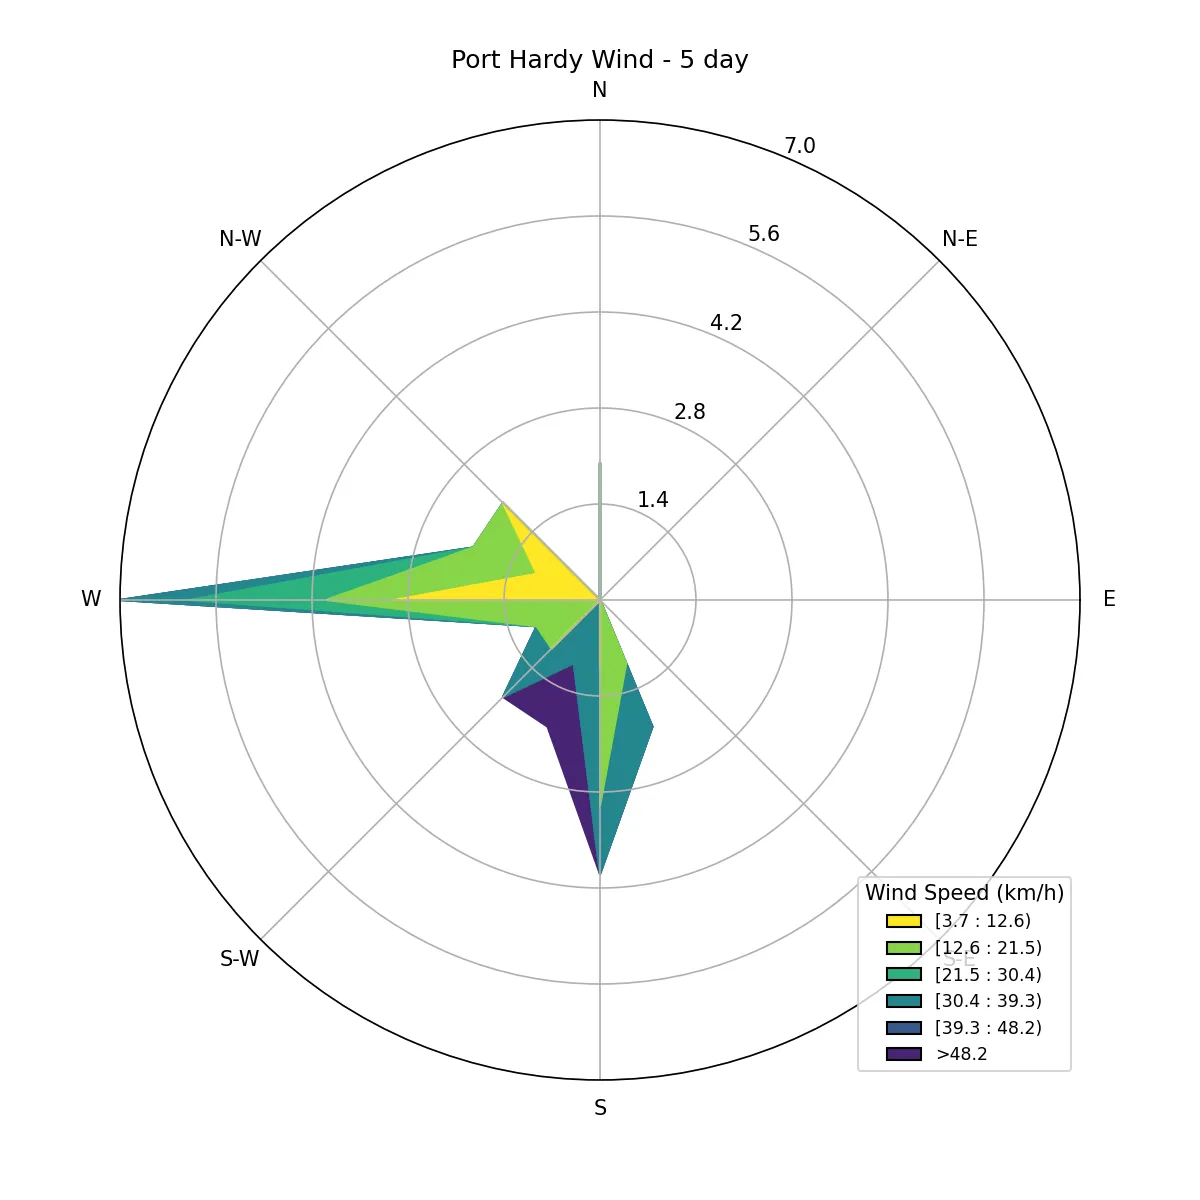 Port Hardy Wind - 5 day
N
7.0
N-W
5.6
N-E
4.2
2.8
1.4
W
E
S-W
S-E
S
Wind Speed (km/h)
[3.7 : 12.6)
[12.6 : 21.5)
[21.5 : 30.4)
[30.4 : 39.3)
[39.3 : 48.2)
>48.2